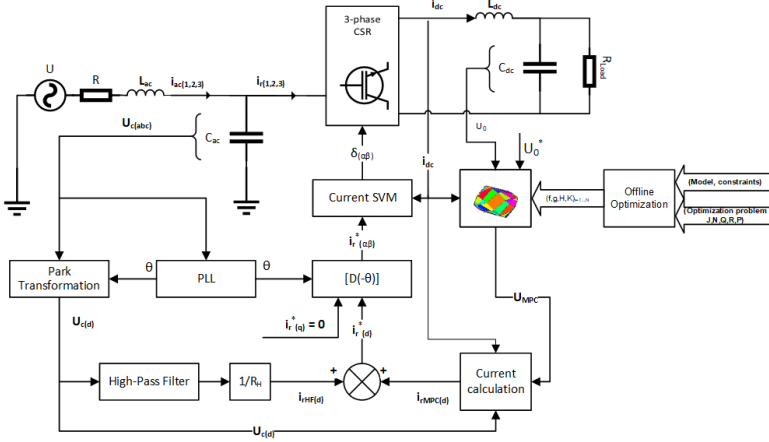 3-phase
CSR
i_dc
L_dc
C_dc
R_Load
U
R
L_ac
i_ac(1,2,3)
i_r(1,2,3)
U_c(abc)
C_ac
U_0
U_0^*
δ_(αβ)
i_dc
Current SVM
(f,g,H,K)_i=1...N
Offline
Optimization
(Model, constraints)
(Optimization problem
J,N,Q,R,P)
i_r^*_(αβ)
Park
Transformation
θ
PLL
θ
[D(-θ)]
U_MPC
U_c(d)
i_r^*_(q) = 0
i_r^*_(d)
High-Pass Filter
1/R_H
+
+
i_rHF(d)
i_rMPC(d)
Current
calculation
U_c(d)